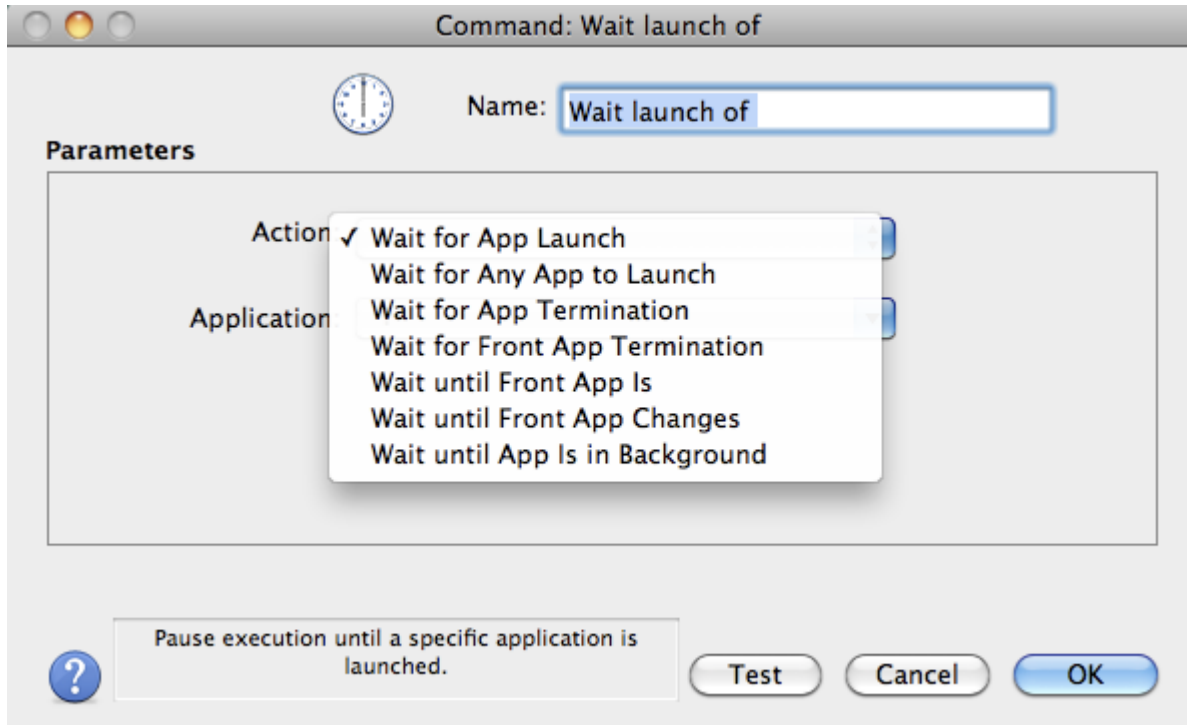 Command: Wait launch of
Name: Wait launch of
Parameters
Action
✓ Wait for App Launch
Wait for Any App to Launch
Application:
Wait for App Termination
Wait for Front App Termination
Wait until Front App Is
Wait until Front App Changes
Wait until App Is in Background
?
Pause execution until a specific application is
launched.
Test Cancel OK